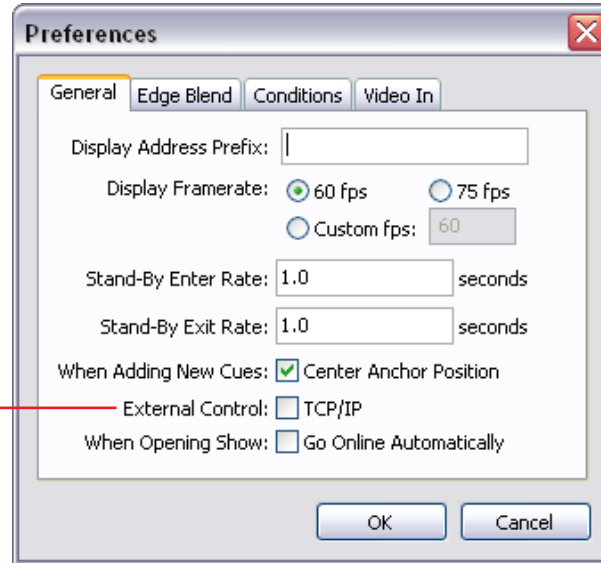 Preferences
General Edge Blend Conditions Video In
Display Address Prefix:
Display Framerate: 60 fps 75 fps
Custom fps: 60
Stand-By Enter Rate: 1.0 seconds
Stand-By Exit Rate: 1.0 seconds
When Adding New Cues: Center Anchor Position
External Control: TCP/IP
When Opening Show: Go Online Automatically
OK Cancel